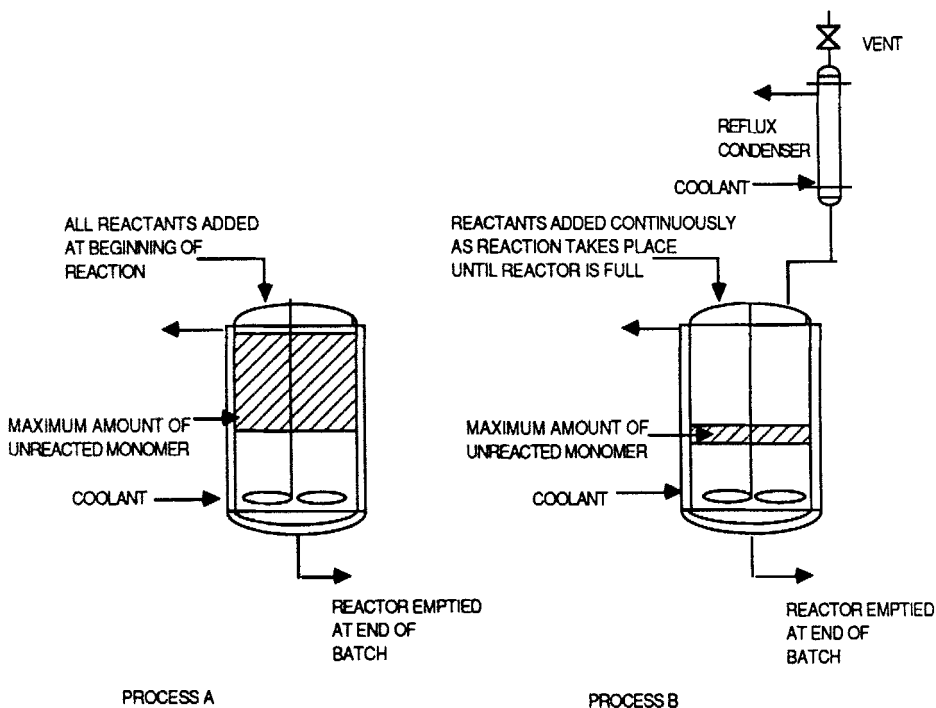 VENT
REFLUX
CONDENSER
COOLANT
ALL REACTANTS ADDED
AT BEGINNING OF
REACTION
MAXIMUM AMOUNT OF
UNREACTED MONOMER
COOLANT
REACTOR EMPTIED
AT END OF
BATCH
PROCESS A
REACTANTS ADDED CONTINUOUSLY
AS REACTION TAKES PLACE
UNTIL REACTOR IS FULL
MAXIMUM AMOUNT OF
UNREACTED MONOMER
COOLANT
REACTOR EMPTIED
AT END OF
BATCH
PROCESS B